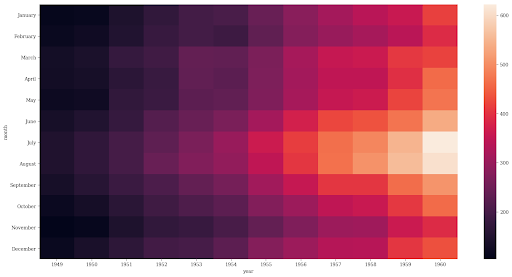 January
February
March
April
May
June
July
August
September
October
November
December
month
1949 1950 1951 1952 1953 1954 1955 1956 1957 1958 1959 1960
year
600
500
400
300
200